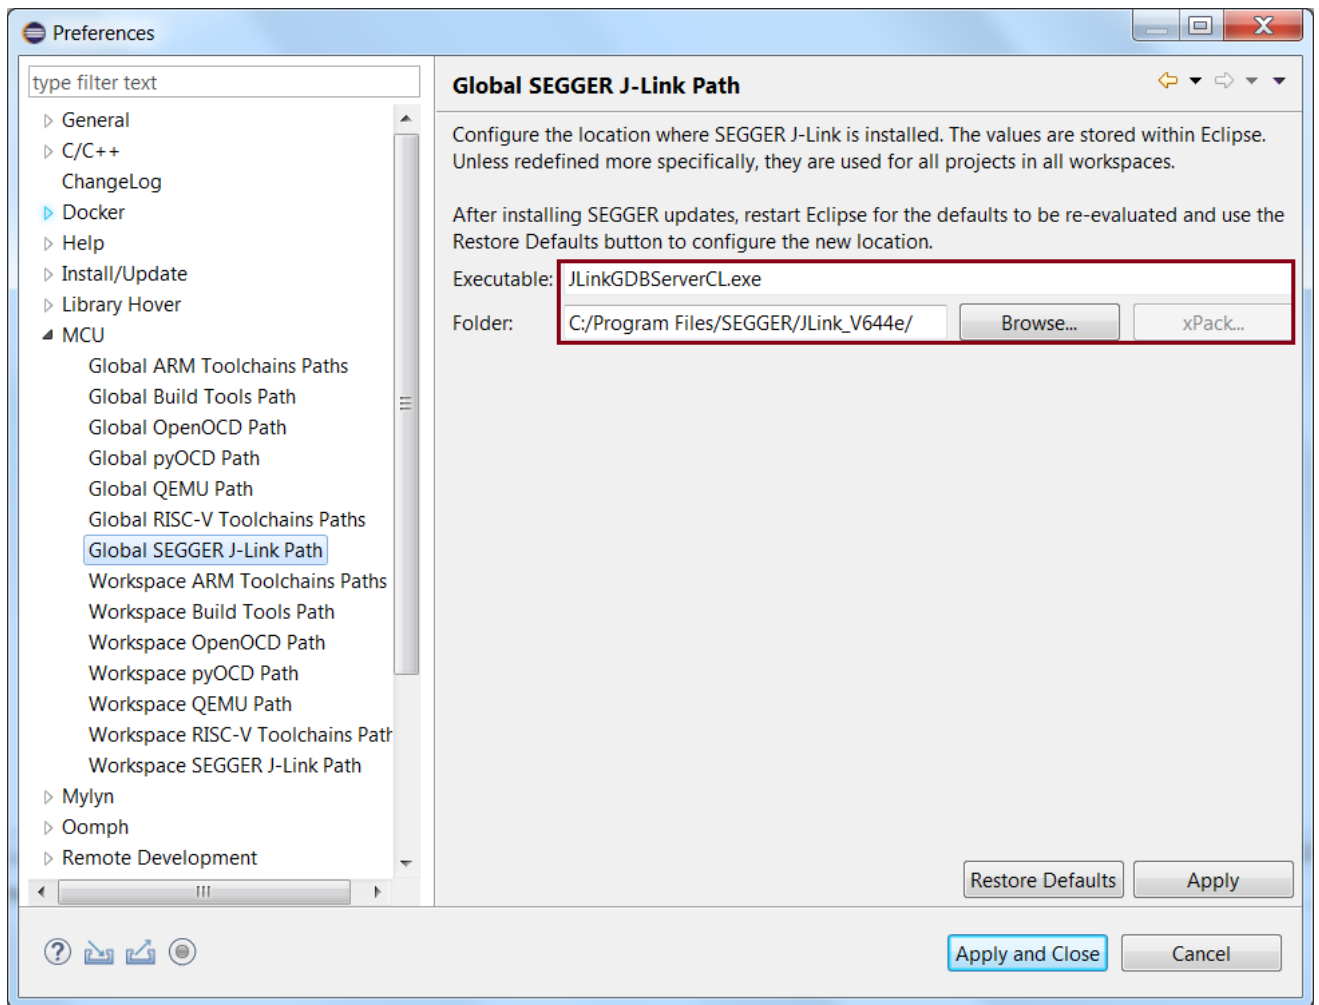 Preferences
type filter text
General
C/C++
ChangeLog
Docker
Help
Install/Update
Library Hover
MCU
Global ARM Toolchains Paths
Global Build Tools Path
Global OpenOCD Path
Global pyOCD Path
Global QEMU Path
Global RISC-V Toolchains Paths
Global SEGGER J-Link Path
Workspace ARM Toolchains Paths
Workspace Build Tools Path
Workspace OpenOCD Path
Workspace pyOCD Path
Workspace QEMU Path
Workspace RISC-V Toolchains Path
Workspace SEGGER J-Link Path
Mylyn
Oomph
Remote Development
Global SEGGER J-Link Path
Configure the location where SEGGER J-Link is installed. The values are stored within Eclipse.
Unless redefined more specifically, they are used for all projects in all workspaces.
After installing SEGGER updates, restart Eclipse for the defaults to be re-evaluated and use the
Restore Defaults button to configure the new location.
Executable: JLinkGDBServerCL.exe
Folder: C:/Program Files/SEGGER/JLink_V644e/ Browse... xPack...
Restore Defaults Apply
Apply and Close Cancel